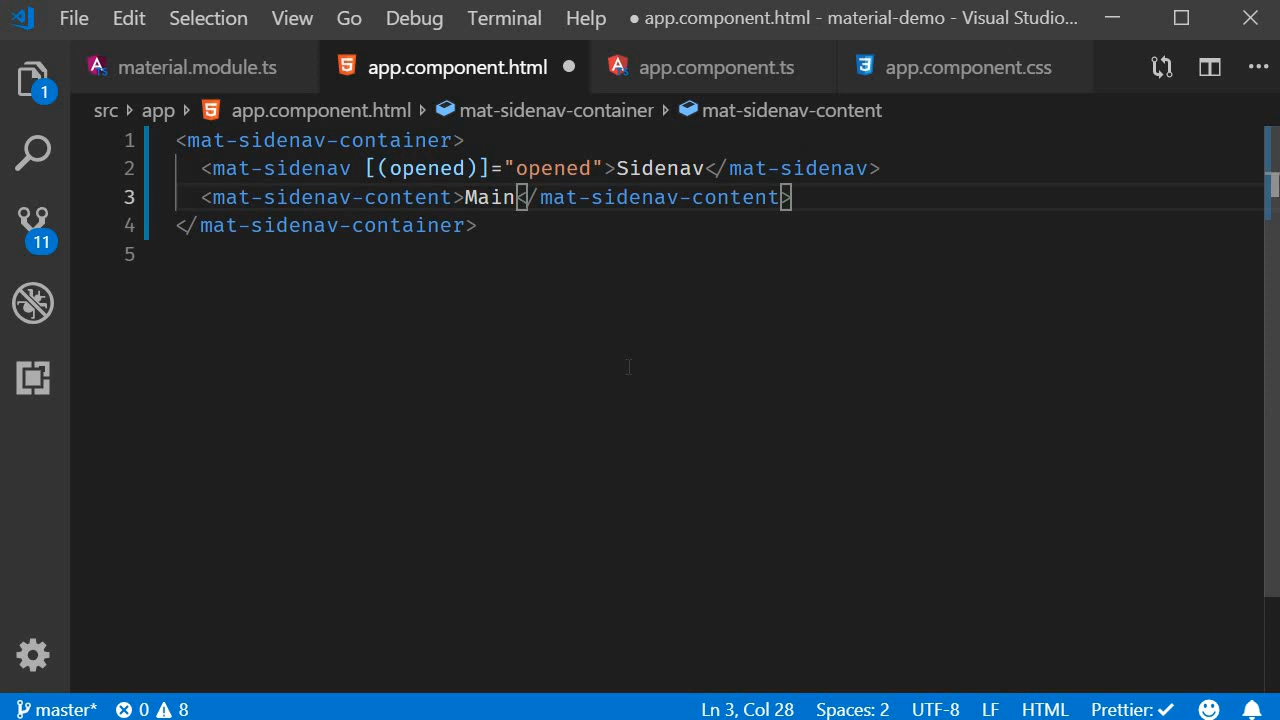 File Edit Selection View Go Debug Terminal Help ● app.component.html - material-demo - Visual Studio...
material.module.ts app.component.html app.component.ts app.component.css
src app app.component.html mat-sidenav-container mat-sidenav-content
1 <mat-sidenav-container>
2 <mat-sidenav [(opened)]="opened">Sidenav</mat-sidenav>
3 <mat-sidenav-content>Main</mat-sidenav-content>
4 </mat-sidenav-container>
5
1
11
master* 0 8 Ln 3, Col 28 Spaces: 2 UTF-8 LF HTML Prettier: ✓